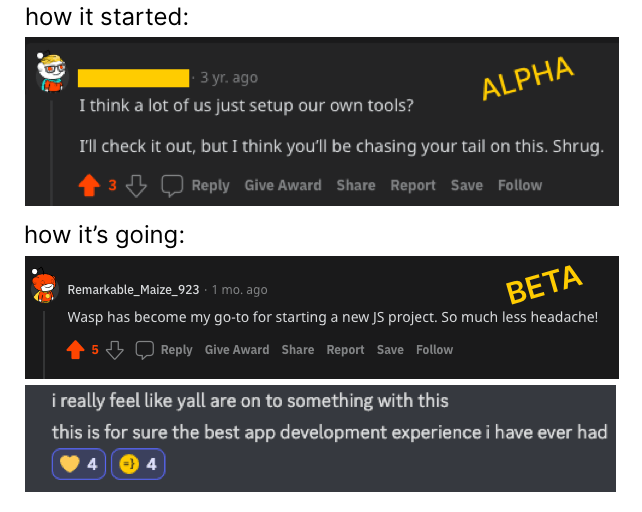 how it started:
3 yr. ago
ALPHA
I think a lot of us just setup our own tools?
I'll check it out, but I think you'll be chasing your tail on this. Shrug.
3 Reply Give Award Share Report Save Follow
how it's going:
Remarkable_Maize_923 · 1 mo. ago
BETA
Wasp has become my go-to for starting a new JS project. So much less headache!
5 Reply Give Award Share Report Save Follow
i really feel like yall are on to something with this
this is for sure the best app development experience i have ever had
4 =} 4